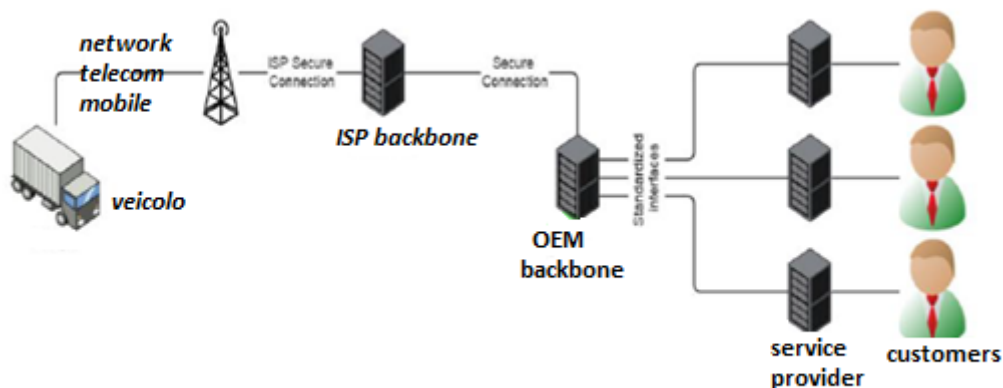 network
telecom
mobile
ISP Secure
Connection
Secure
Connection
ISP backbone
veicolo
Standardized
interfaces
OEM
backbone
service
provider
customers